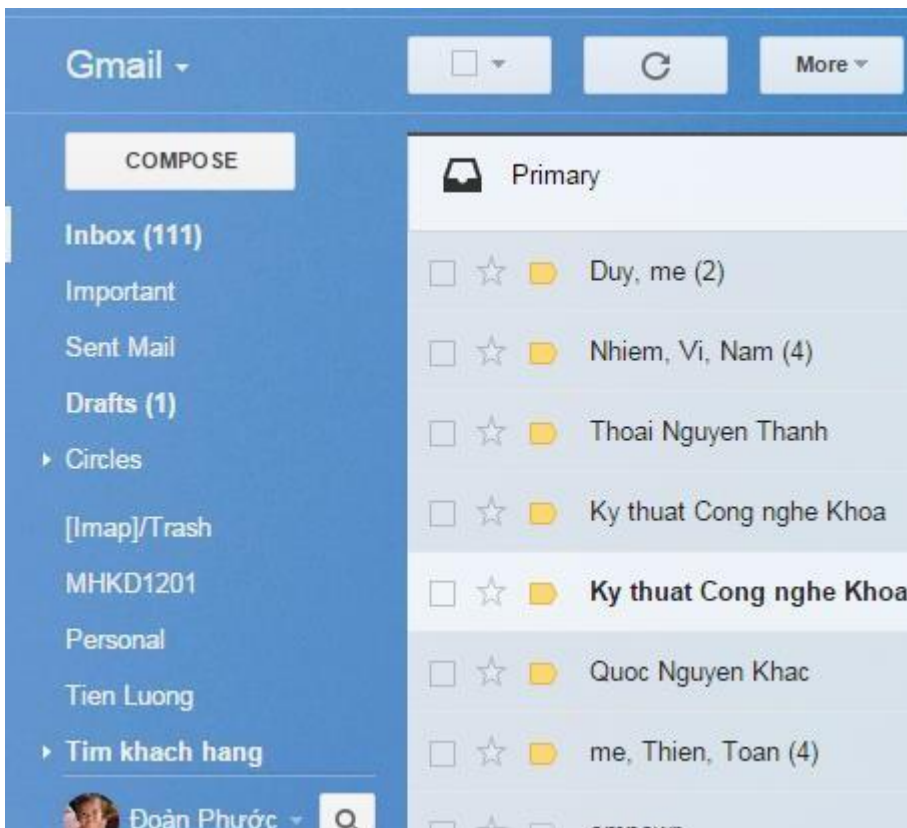 Gmail
More
COMPOSE
Primary
Inbox (111)
Important
Sent Mail
Drafts (1)
Circles
[Imap]/Trash
MHKD1201
Personal
Tien Luong
Tim khach hang
Đoàn Phước
Duy, me (2)
Nhiem, Vi, Nam (4)
Thoai Nguyen Thanh
Ky thuat Cong nghe Khoa
Ky thuat Cong nghe Khoa
Quoc Nguyen Khac
me, Thien, Toan (4)